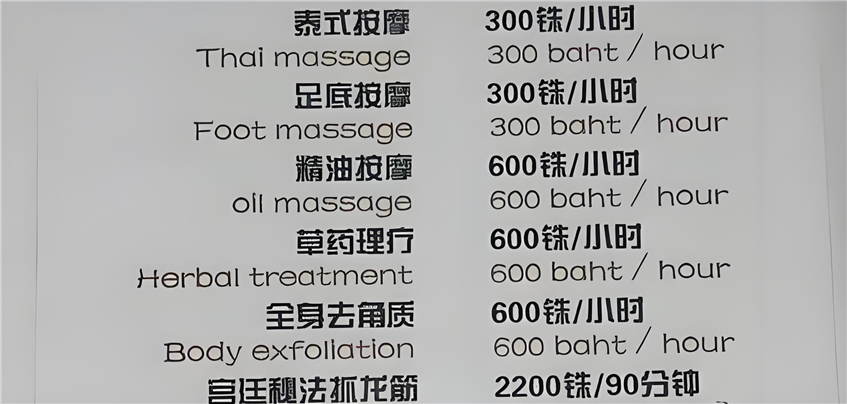 泰式按摩 300铢/小时
Thai massage 300 baht / hour
足底按摩 300铢/小时
Foot massage 300 baht / hour
精油按摩 600铢/小时
oil massage 600 baht / hour
草药理疗 600铢/小时
Herbal treatment 600 baht / hour
全身去角质 600铢/小时
Body exfoliation 600 baht / hour
宫廷秘法抓龙筋 2200铢/90分钟